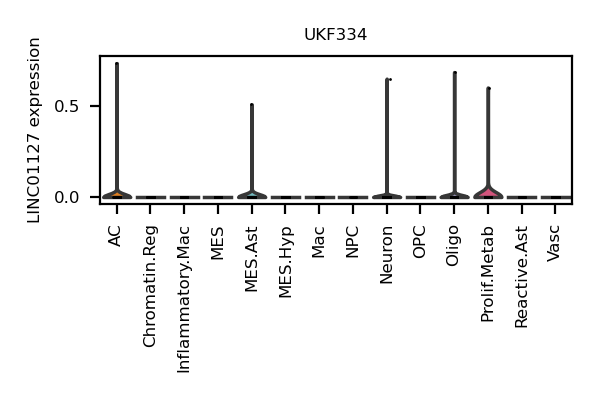 UKF334
LINC01127 expression
0.5
0.0
AC
Chromatin.Reg
Inflammatory.Mac
MES
MES.Ast
MES.Hyp
Mac
NPC
Neuron
OPC
Oligo
Prolif.Metab
Reactive.Ast
Vasc